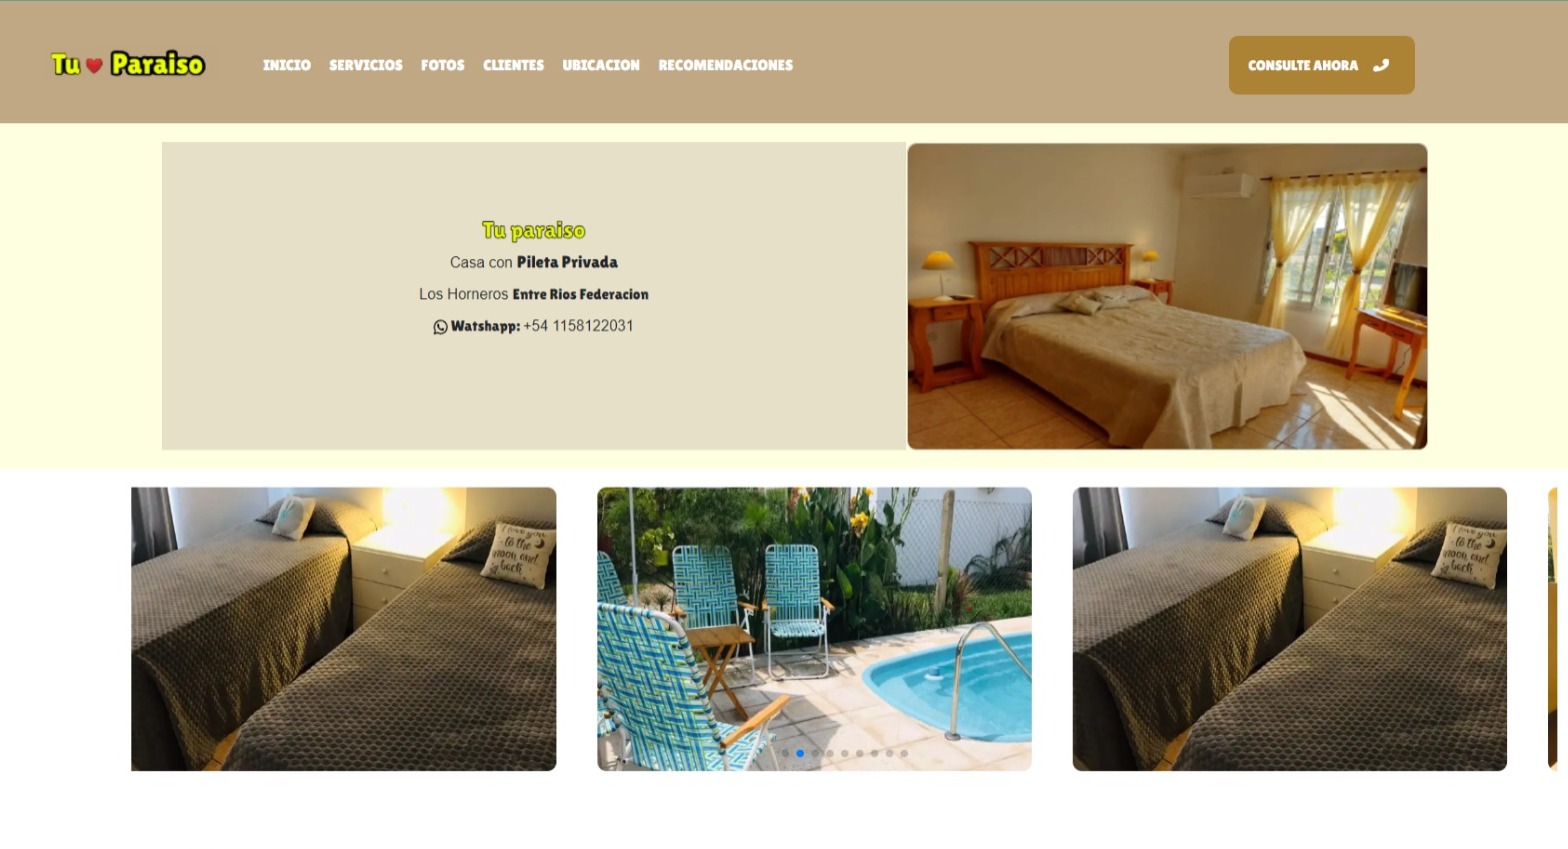 Tu ❤ Paraiso
INICIO SERVICIOS FOTOS CLIENTES UBICACION RECOMENDACIONES
CONSULTE AHORA
Tu paraiso
Casa con Pileta Privada
Los Horneros Entre Rios Federacion
Watshapp: +54 1158122031
I love you
to the
moon and
back
I love you
to the
moon and
back